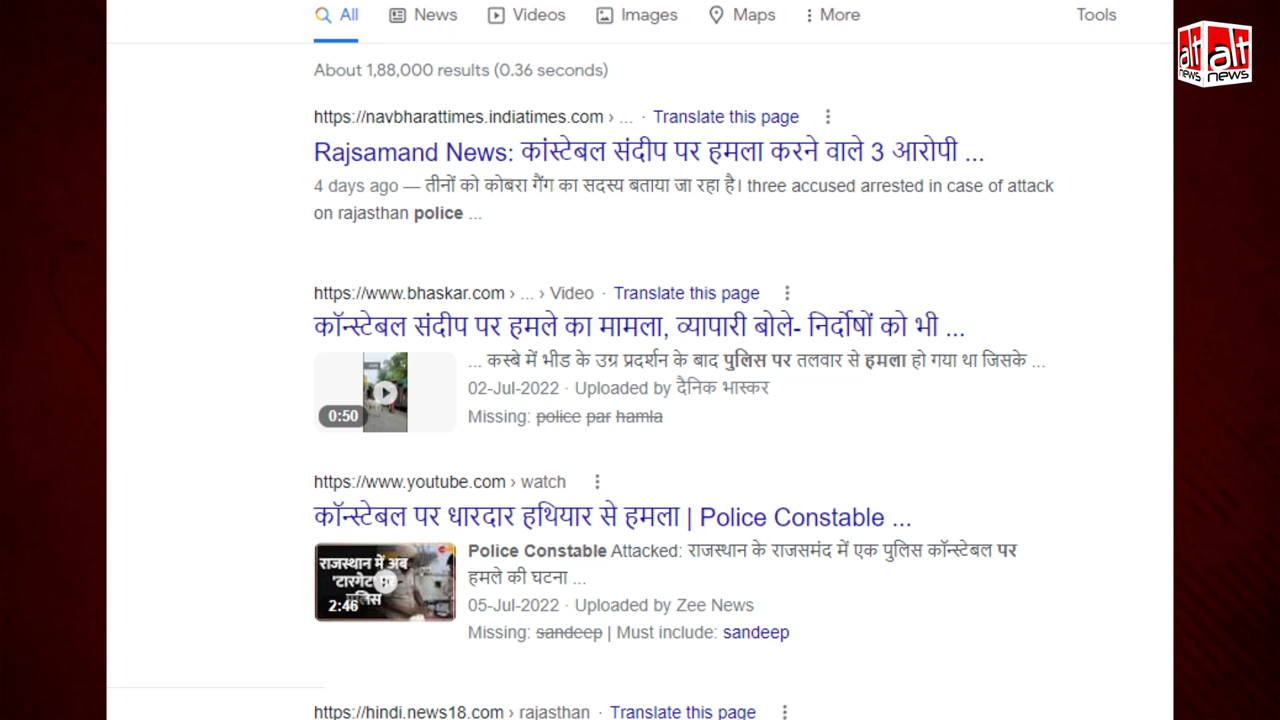 All News Videos Images Maps More Tools
alt news alt news
About 1,88,000 results (0.36 seconds)
https://navbharattimes.indiatimes.com › ... · Translate this page
Rajsamand News: कांस्टेबल संदीप पर हमला करने वाले 3 आरोपी ...
4 days ago — तीनों को कोबरा गैंग का सदस्य बताया जा रहा है। three accused arrested in case of attack
on rajasthan police ...
https://www.bhaskar.com › ... › Video · Translate this page
कॉन्स्टेबल संदीप पर हमले का मामला, व्यापारी बोले- निर्दोषों को भी ...
... कस्बे में भीड के उग्र प्रदर्शन के बाद पुलिस पर तलवार से हमला हो गया था जिसके ...
0:50
02-Jul-2022 · Uploaded by दैनिक भास्कर
Missing: police par hamla
https://www.youtube.com › watch
कॉन्स्टेबल पर धारदार हथियार से हमला | Police Constable ...
राजस्थान में अब
'टारगेट' पर
पुलिस
2:46
Police Constable Attacked: राजस्थान के राजसमंद में एक पुलिस कॉन्स्टेबल पर
हमले की घटना ...
05-Jul-2022 · Uploaded by Zee News
Missing: sandeep | Must include: sandeep
https://hindi.news18.com › rajasthan · Translate this page